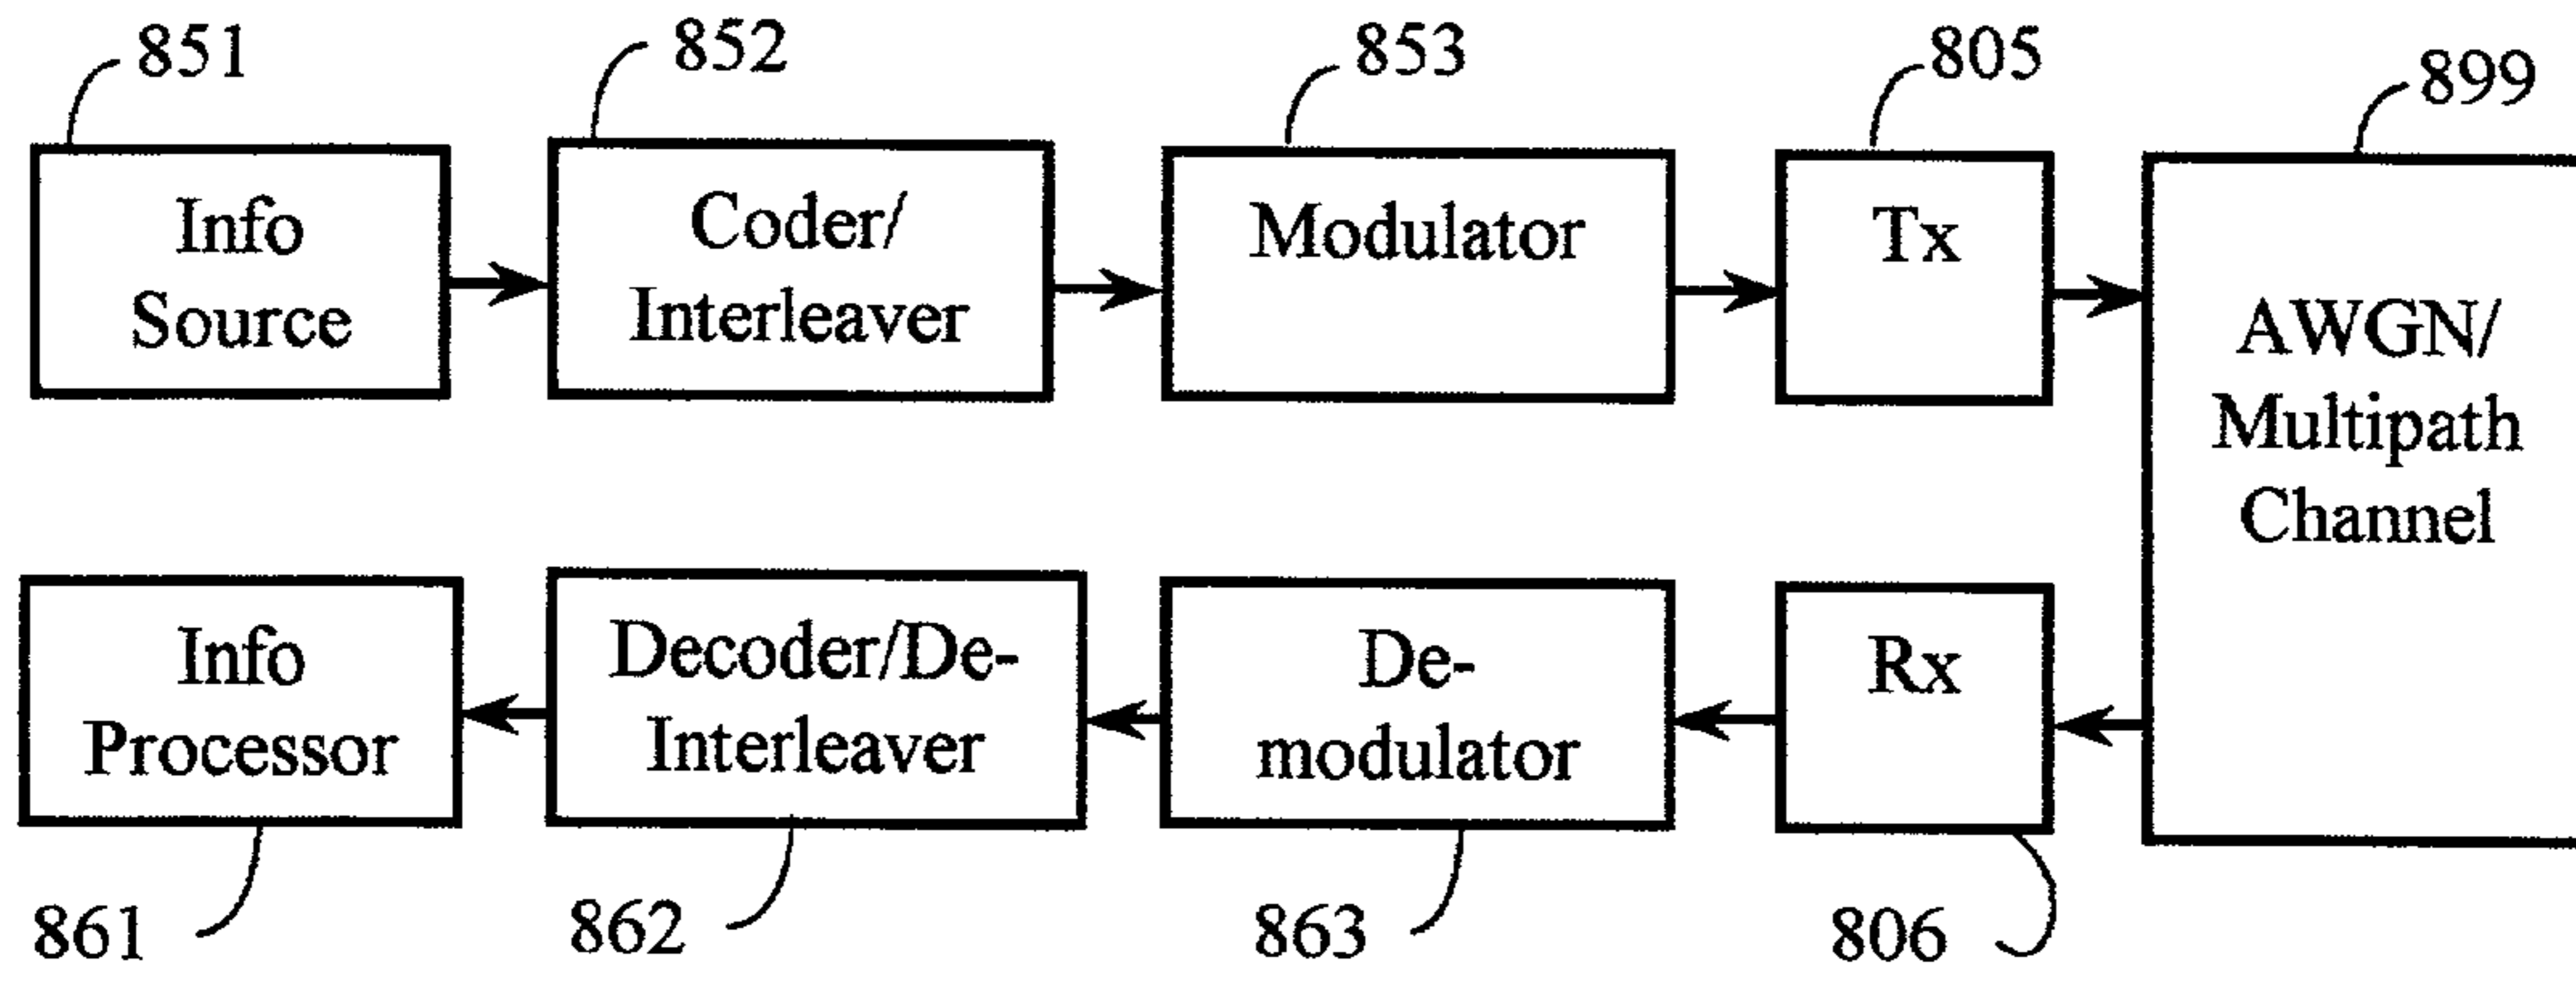 851
852
853
805
899
Info
Source
Coder/
Interleaver
Modulator
Tx
AWGN/
Multipath
Channel
Info
Processor
Decoder/De-
Interleaver
De-
modulator
Rx
861
862
863
806